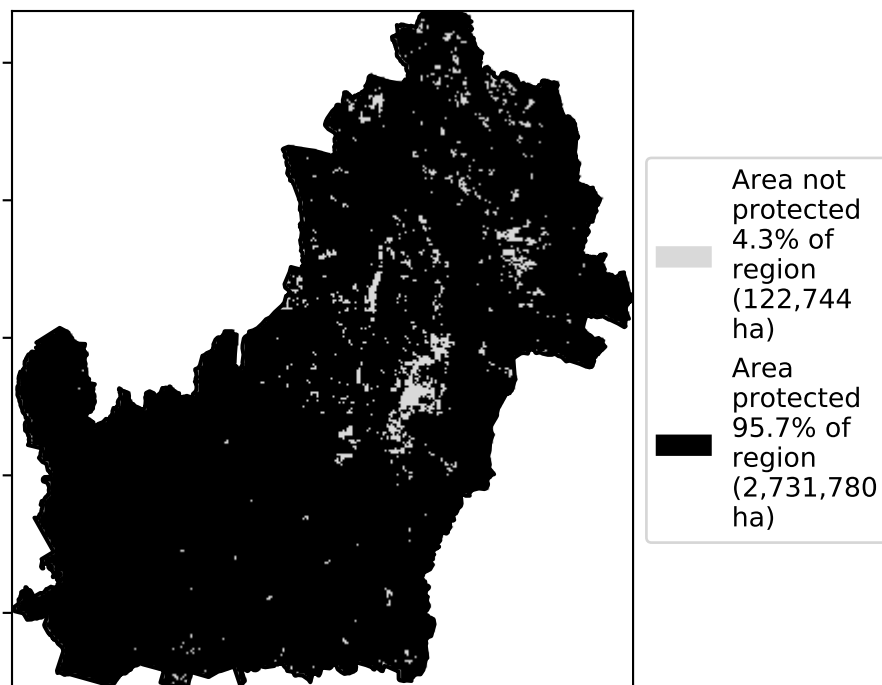 Area not
protected
4.3% of
region
(122,744
ha)
Area
protected
95.7% of
region
(2,731,780
ha)